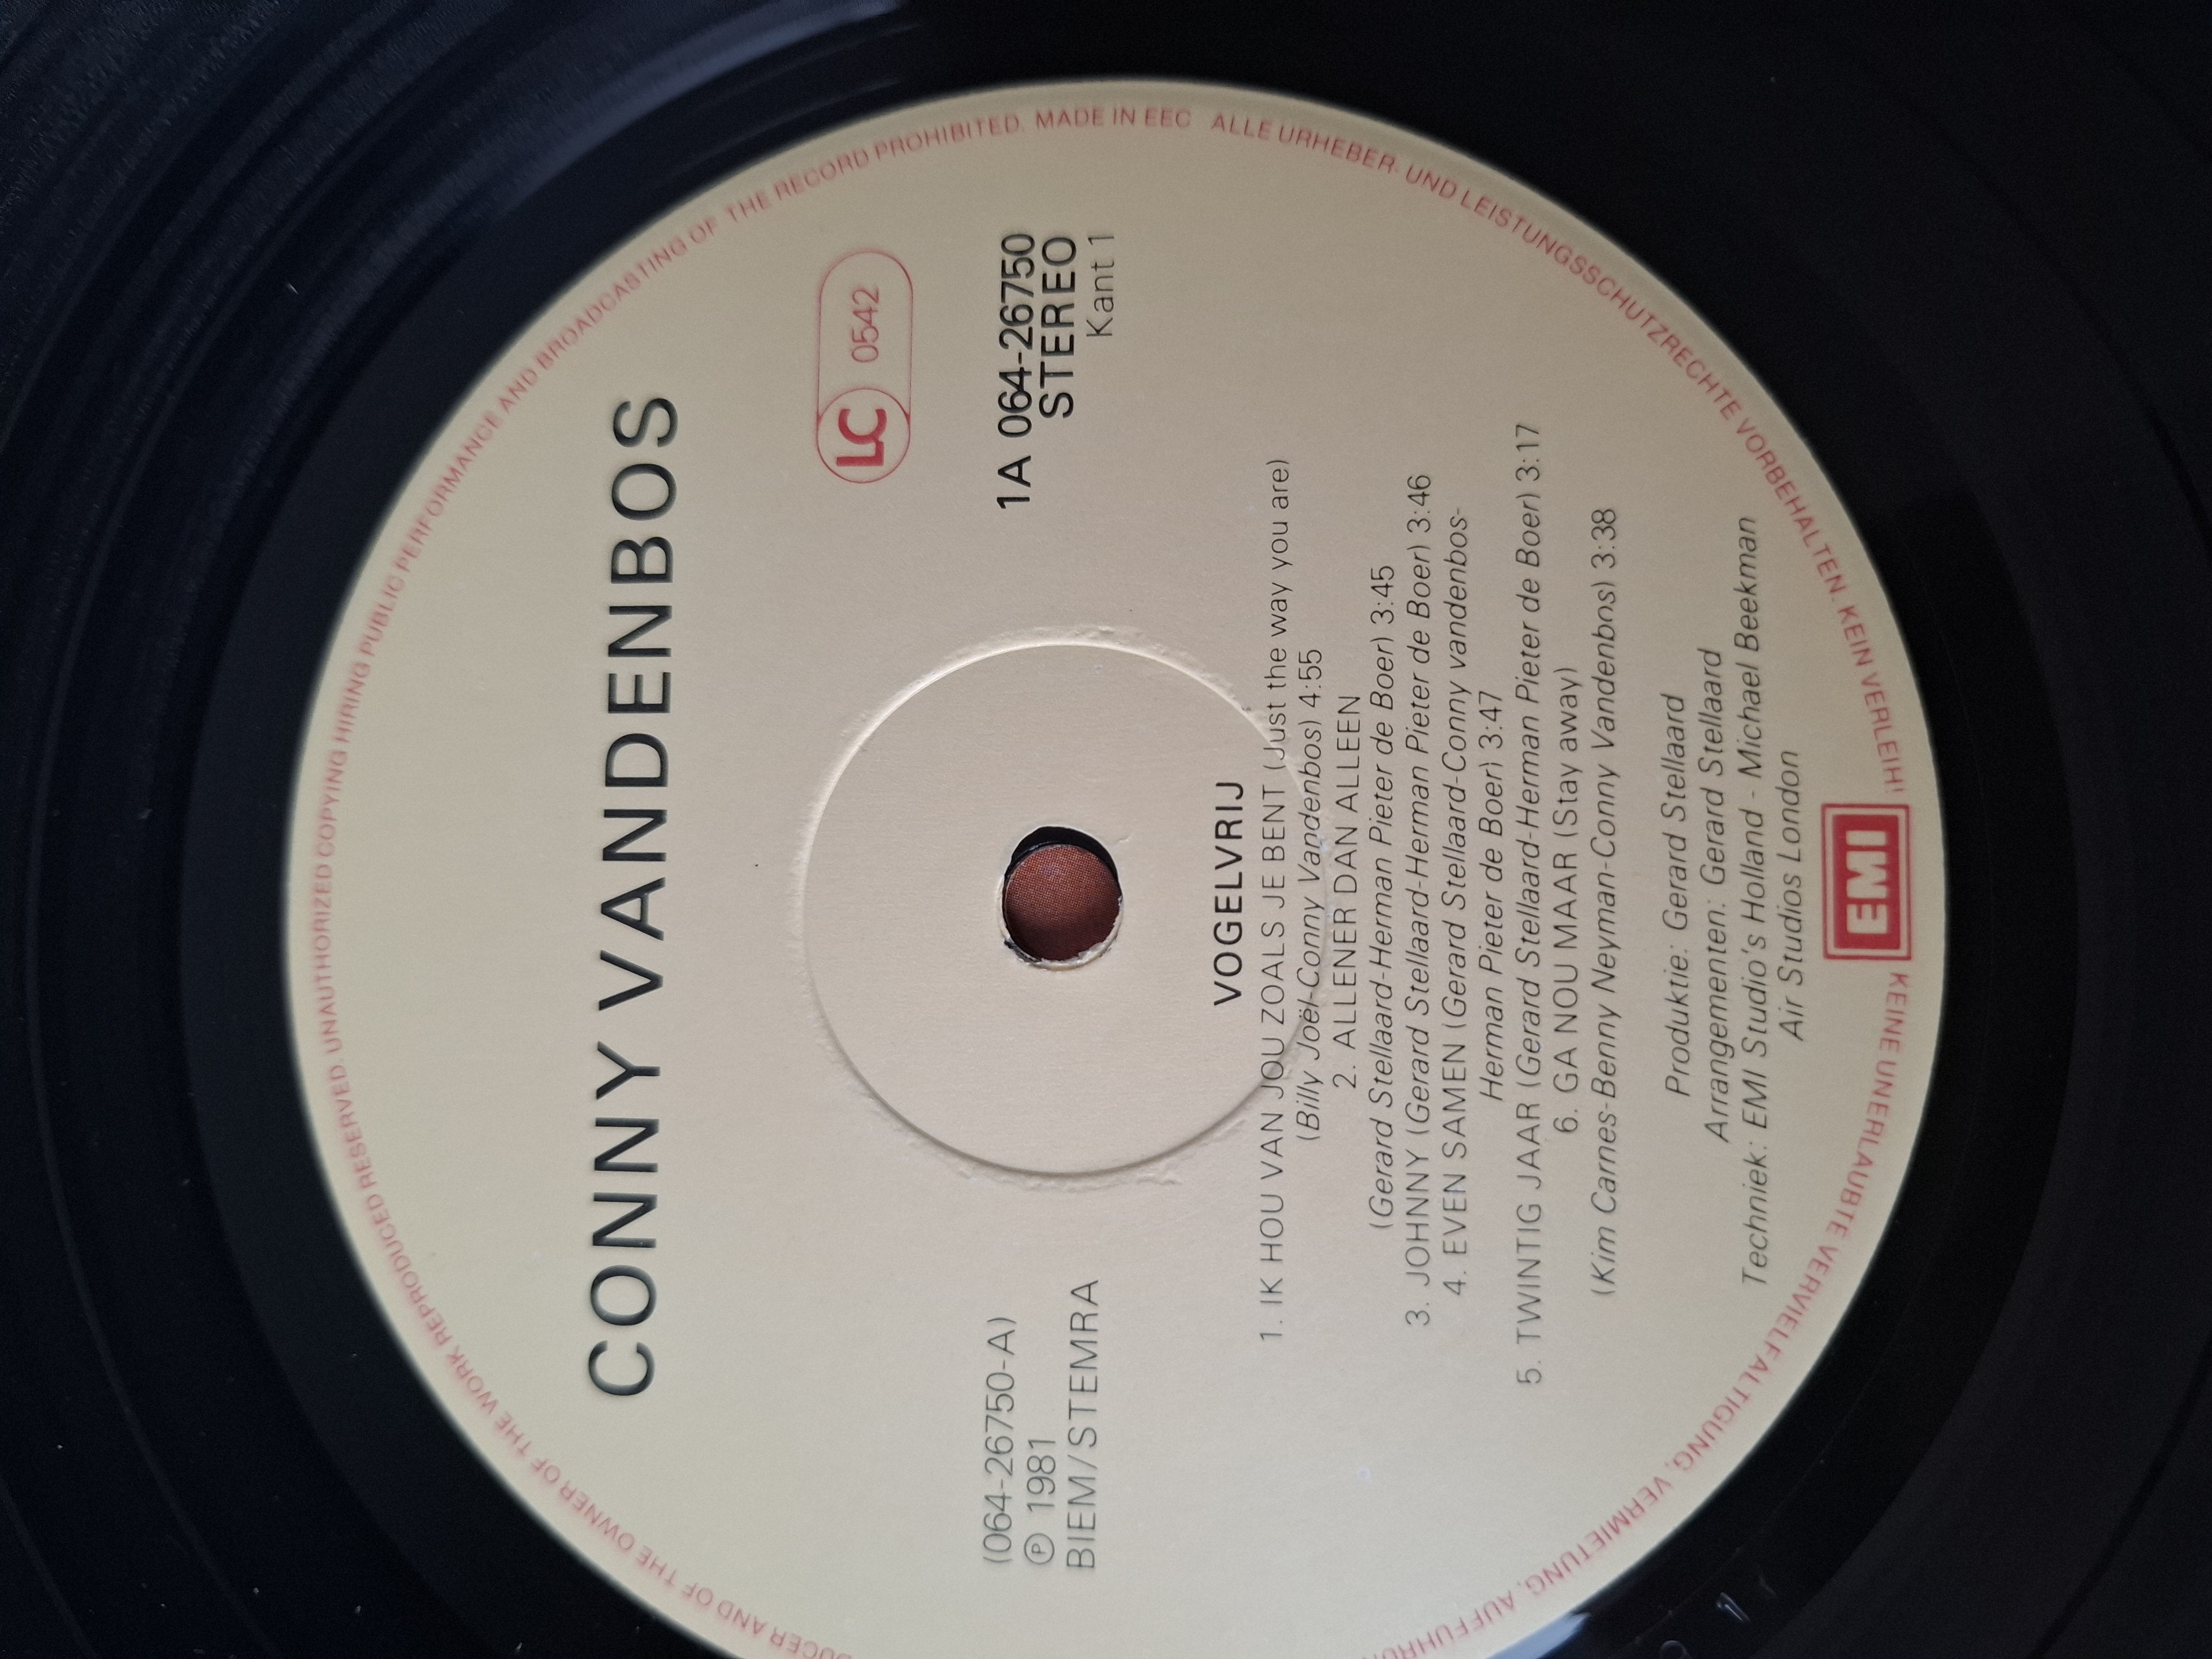 CONNY VANDENBOS
LC 0542
(064-26750-A)
Ⓟ 1981
BIEM/STEMRA
1A 064-26750
STEREO
Kant 1
VOGELVRIJ
1. IK HOU VAN JOU ZOALS JE BENT (Just the way you are)
(Billy Joël-Conny Vandenbos) 4:55
2. ALLENER DAN ALLEEN
(Gerard Stellaard-Herman Pieter de Boer) 3:45
3. JOHNNY (Gerard Stellaard-Herman Pieter de Boer) 3:46
4. EVEN SAMEN (Gerard Stellaard-Conny vandenbos-
Herman Pieter de Boer) 3:47
5. TWINTIG JAAR (Gerard Stellaard-Herman Pieter de Boer) 3:17
6. GA NOU MAAR (Stay away)
(Kim Carnes-Benny Neyman-Conny Vandenbos) 3:38
Produktie: Gerard Stellaard
Arrangementen: Gerard Stellaard
Techniek: EMI Studio's Holland - Michael Beekman
Air Studios London
EMI
AND OF THE OWNER OF THE WORK REPRODUCED RESERVED. UNAUTHORIZED COPYING HIRING PUBLIC PERFORMANCE AND BROADCASTING OF THE RECORD PROHIBITED. MADE IN EEC
ALLE URHEBER- UND LEISTUNGSSCHUTZRECHTE VORBEHALTEN. KEIN VERLEIH!
KEINE UNERLAUBTE VERVIELFÄLTIGUNG, VERMIETUNG,